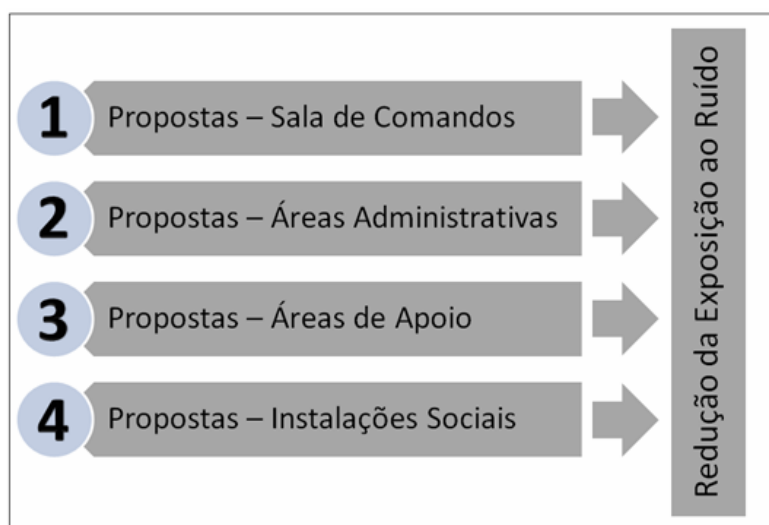 1 Propostas – Sala de Comandos
2 Propostas – Áreas Administrativas
3 Propostas – Áreas de Apoio
4 Propostas – Instalações Sociais
Redução da Exposição ao Ruído